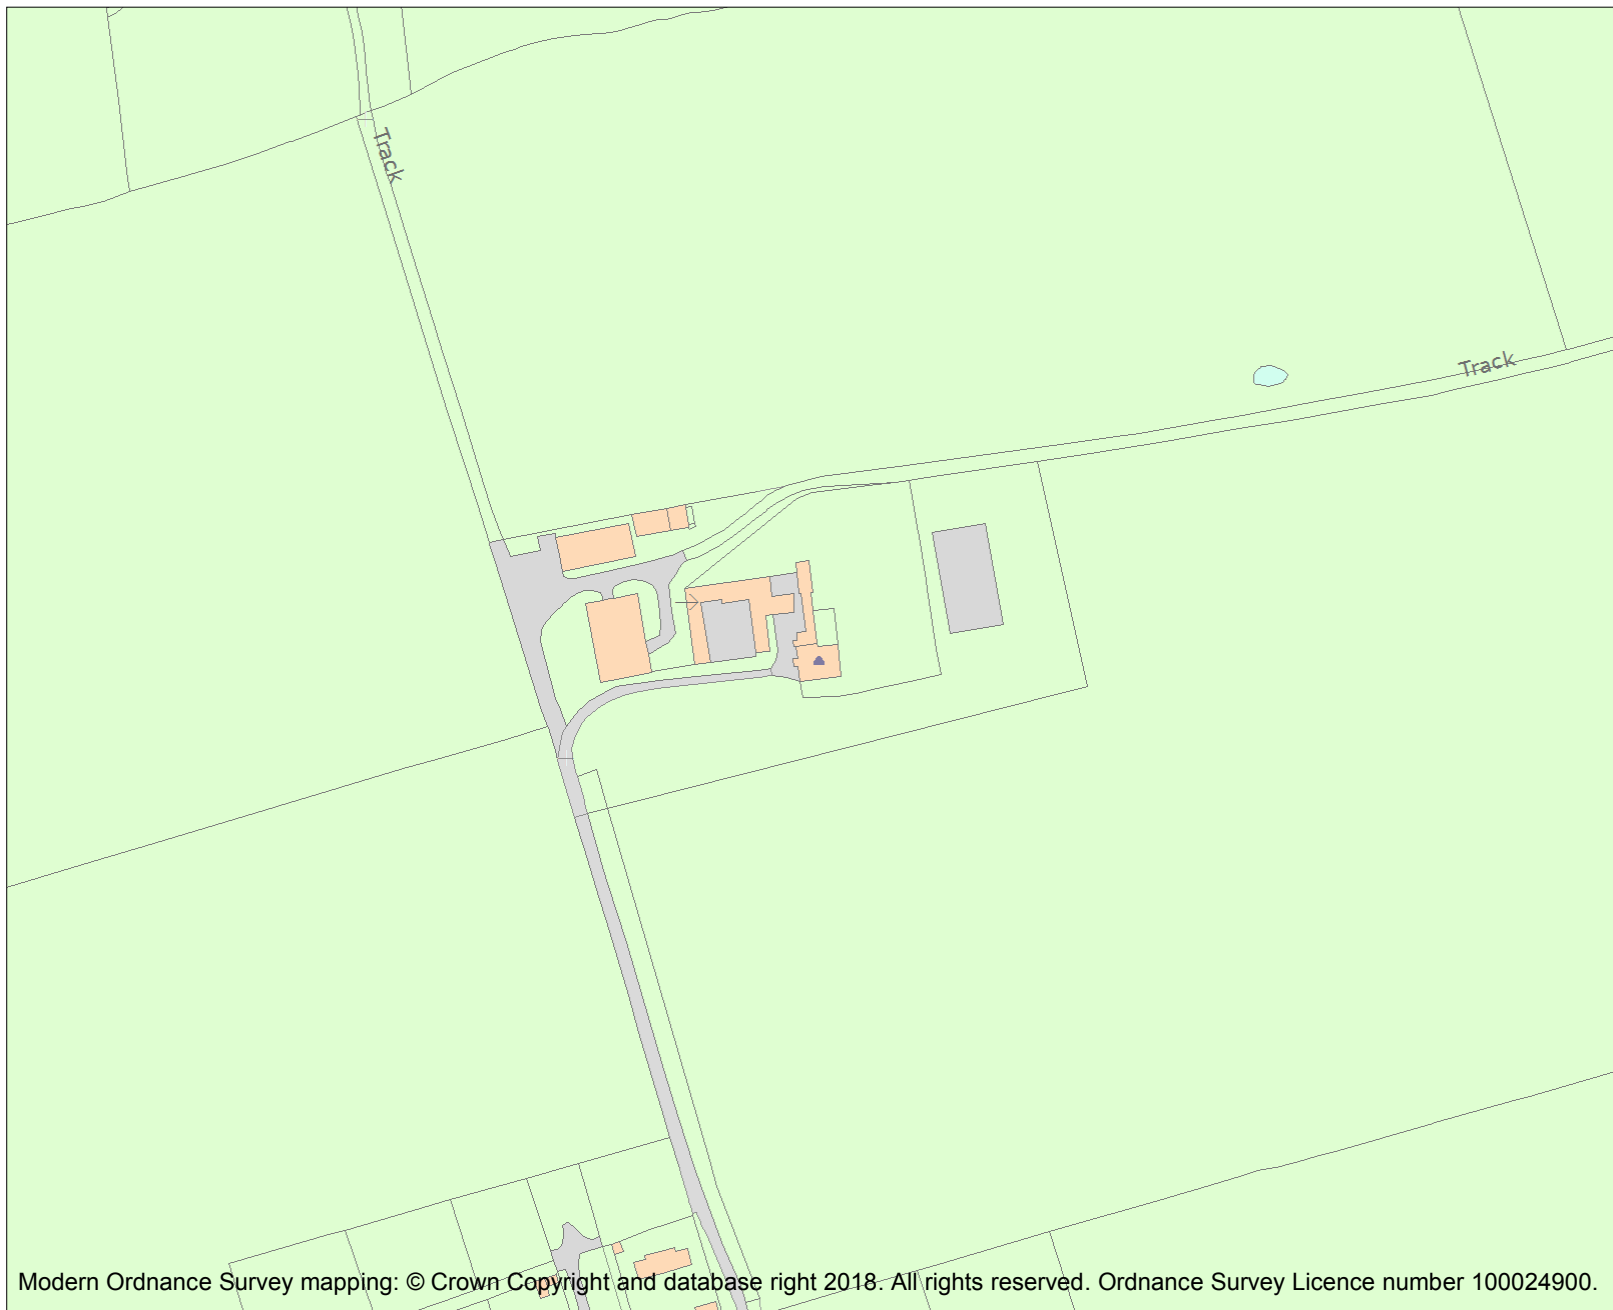 Track
Track
Modern Ordnance Survey mapping: © Crown Copyright and database right 2018. All rights reserved. Ordnance Survey Licence number 100024900.